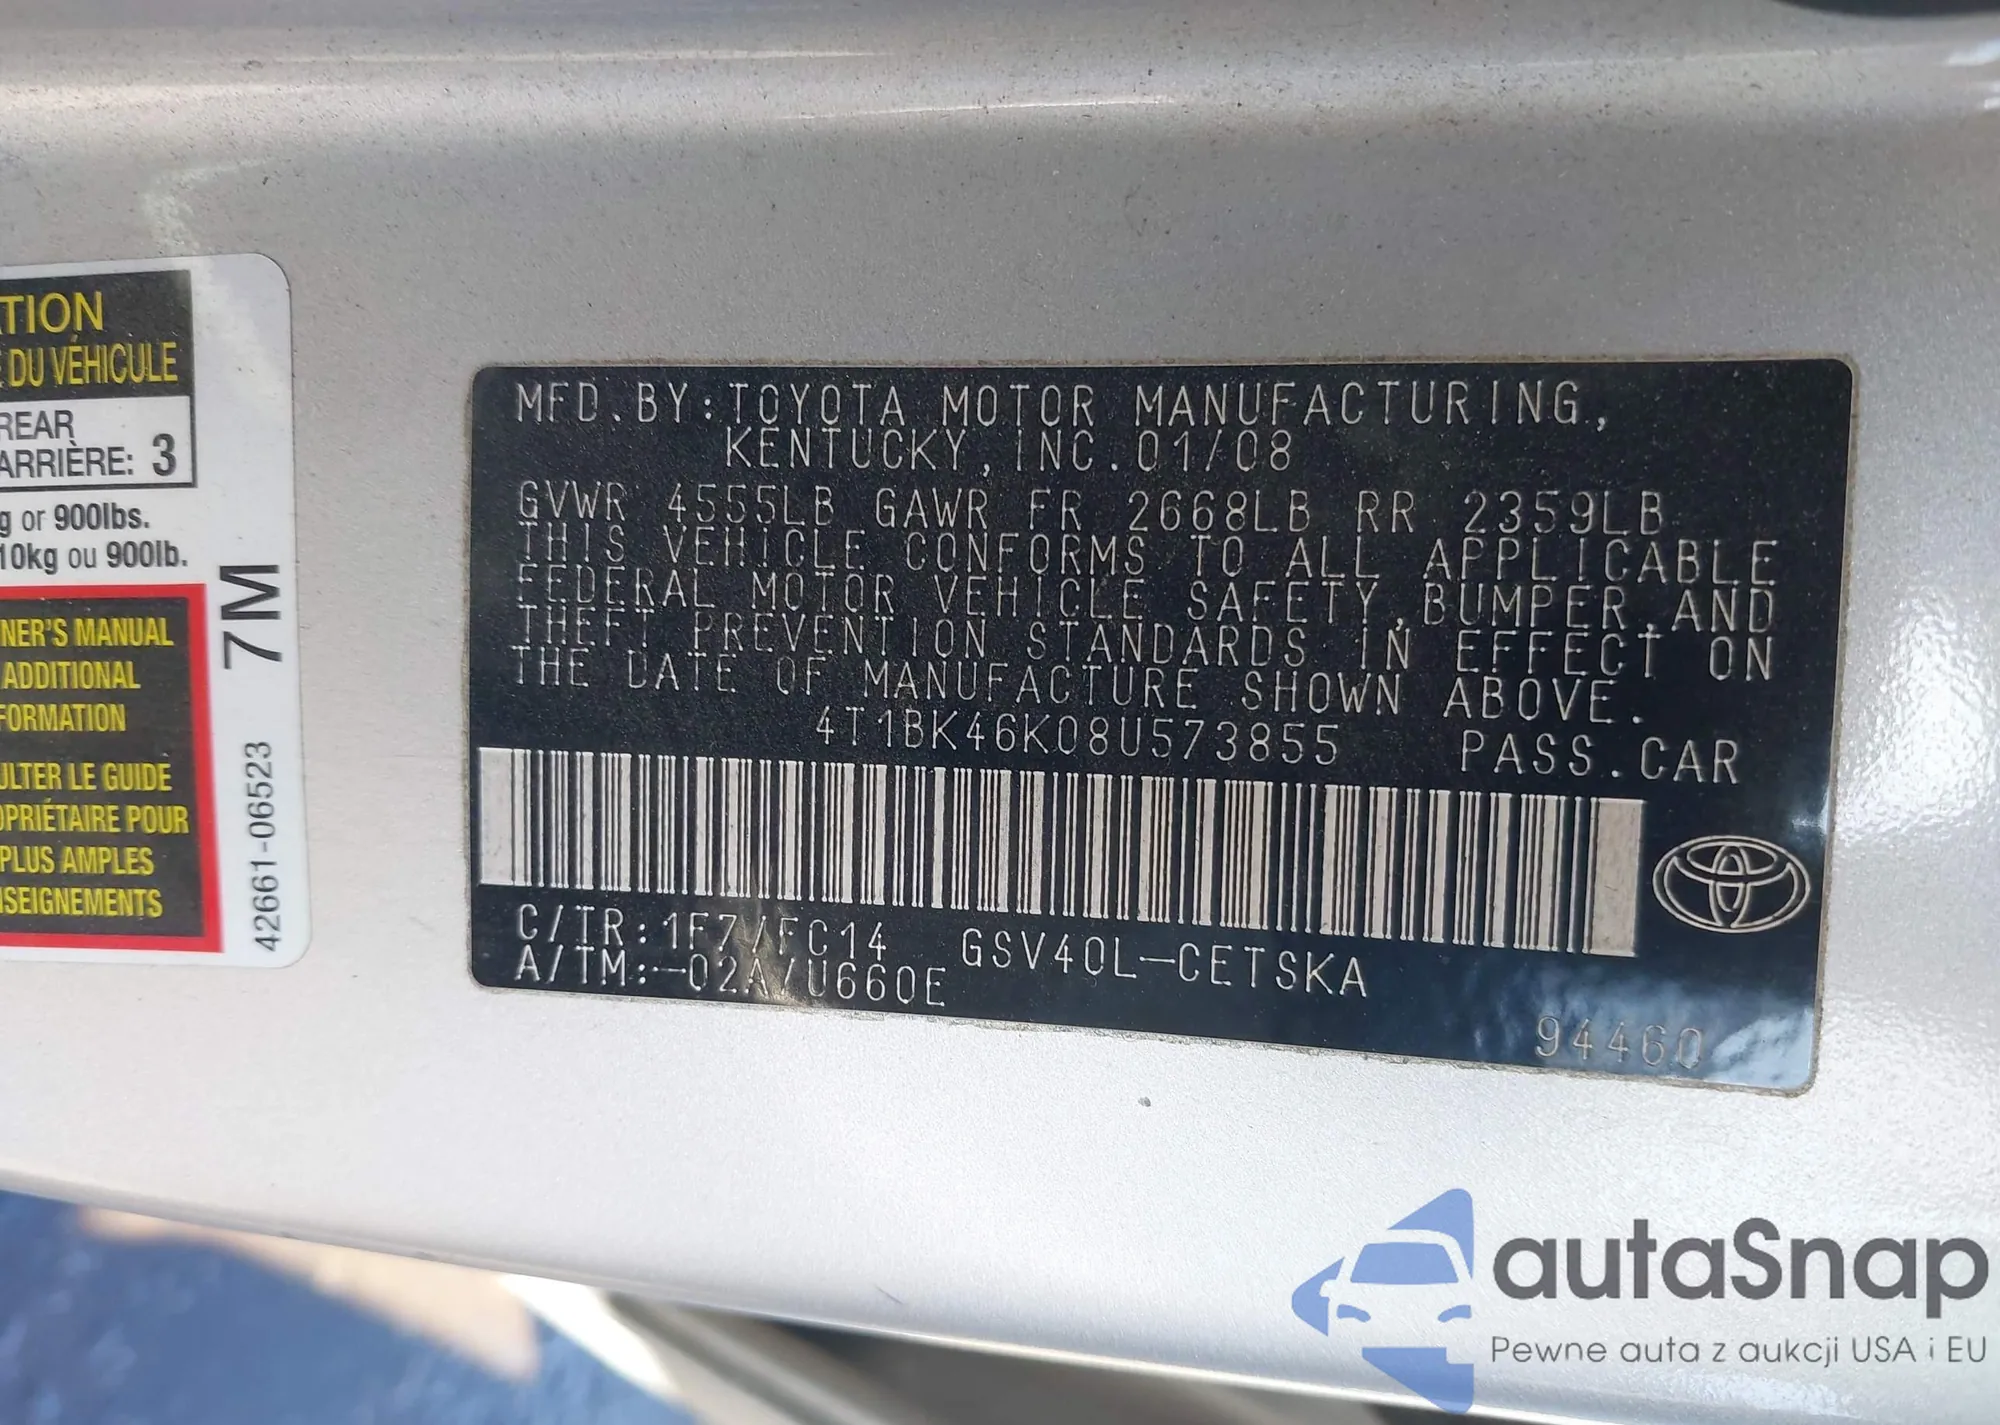 TION
E DU VÉHICULE
REAR
ARRIÈRE: 3
g or 900lbs.
10kg ou 900lb.
NER'S MANUAL
ADDITIONAL
FORMATION
ULTER LE GUIDE
OPRIÉTAIRE POUR
PLUS AMPLES
NSEIGNEMENTS
42661-06523 7M
MFD.BY:TOYOTA MOTOR MANUFACTURING,
KENTUCKY,INC.01/08
GVWR 4555LB GAWR FR 2668LB RR 2359LB
THIS VEHICLE CONFORMS TO ALL APPLICABLE
FEDERAL MOTOR VEHICLE SAFETY,BUMPER,AND
THEFT PREVENTION STANDARDS IN EFFECT ON
THE DATE OF MANUFACTURE SHOWN ABOVE.
4T1BK46K08U573855 PASS.CAR
C/TR:1F7/FC14 GSV40L-CETSKA
A/TM:-02A/U660E
94460
autaSnap
Pewne auta z aukcji USA i EU